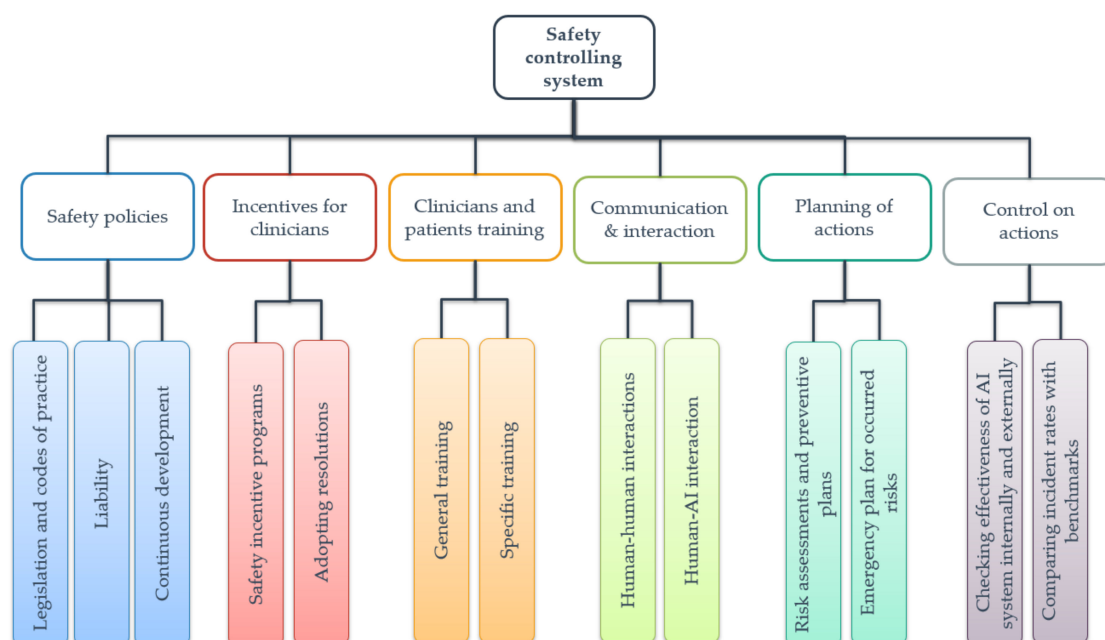 Safety
controlling
system
Safety policies
Incentives for
clinicians
Clinicians and
patients training
Communication
& interaction
Planning of
actions
Control on
actions
Legislation and codes of practice
Liability
Continuous development
Safety incentive programs
Adopting resolutions
General training
Specific training
Human-human interactions
Human-AI interaction
Risk assessments and preventive
plans
Emergency plan for occurred
risks
Checking effectiveness of AI
system internally and externally
Comparing incident rates with
benchmarks